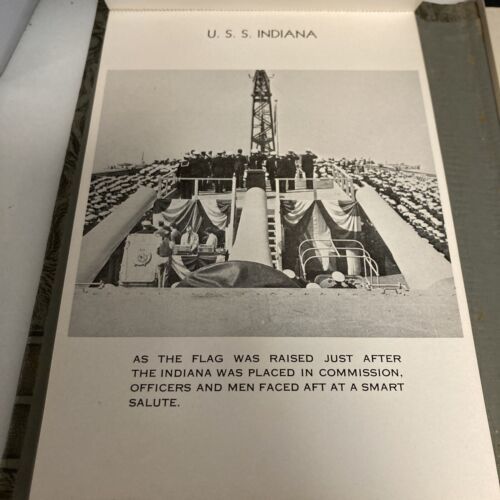 U. S. S. INDIANA
AS THE FLAG WAS RAISED JUST AFTER
THE INDIANA WAS PLACED IN COMMISSION,
OFFICERS AND MEN FACED AFT AT A SMART
SALUTE.